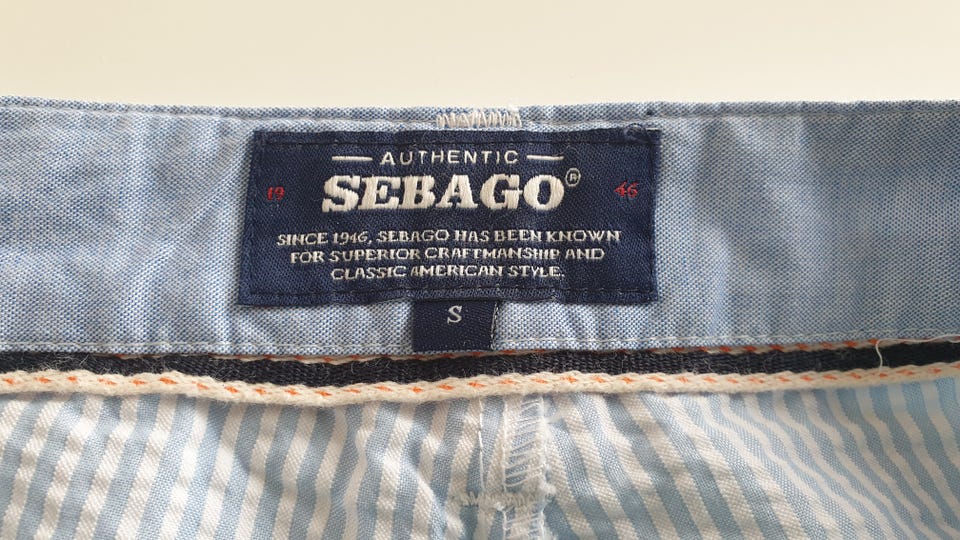 AUTHENTIC
19 SEBAGO® 46
SINCE 1946, SEBAGO HAS BEEN KNOWN
FOR SUPERIOR CRAFTMANSHIP AND
CLASSIC AMERICAN STYLE.
S